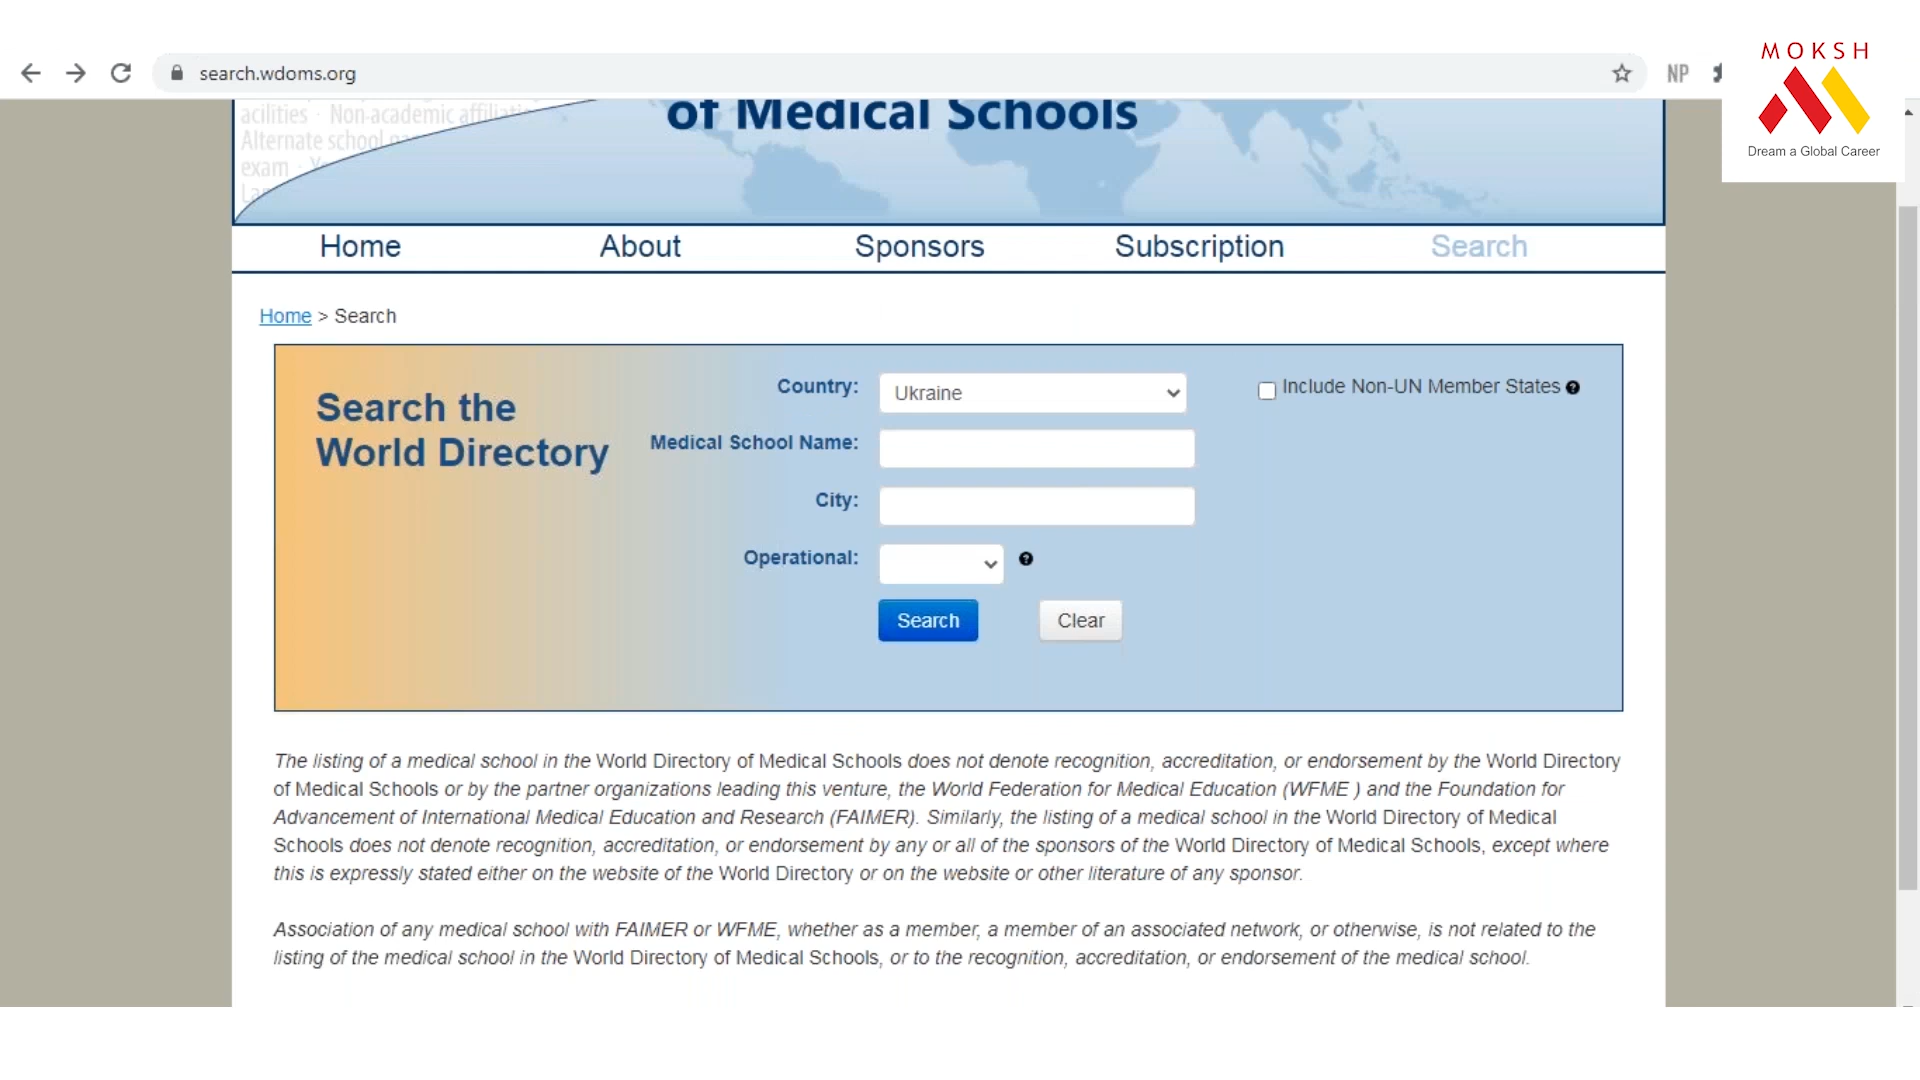 search.wdoms.org
NP
MOKSH
Dream a Global Career
acilities · Non-academic
Alternate school
exam
of Medical Schools
Home
About
Sponsors
Subscription
Search
Home > Search
Search the
World Directory
Country:
Ukraine
Include Non-UN Member States
Medical School Name:
City:
Operational:
Search
Clear
The listing of a medical school in the World Directory of Medical Schools does not denote recognition, accreditation, or endorsement by the World Directory
of Medical Schools or by the partner organizations leading this venture, the World Federation for Medical Education (WFME ) and the Foundation for
Advancement of International Medical Education and Research (FAIMER). Similarly, the listing of a medical school in the World Directory of Medical
Schools does not denote recognition, accreditation, or endorsement by any or all of the sponsors of the World Directory of Medical Schools, except where
this is expressly stated either on the website of the World Directory or on the website or other literature of any sponsor.
Association of any medical school with FAIMER or WFME, whether as a member, a member of an associated network, or otherwise, is not related to the
listing of the medical school in the World Directory of Medical Schools, or to the recognition, accreditation, or endorsement of the medical school.